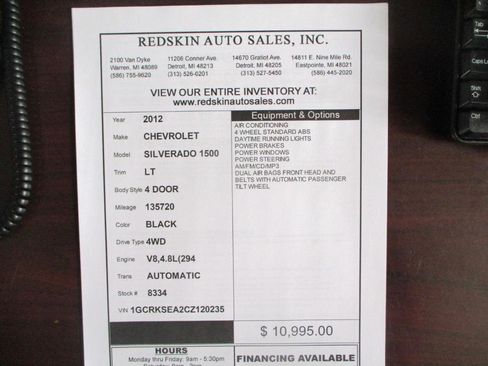 REDSKIN AUTO SALES, INC.
2100 Van Dyke 11206 Conner Ave. 14670 Gratiot Ave. 14811 E. Nine Mile Rd.
Warren, MI 48089 Detroit, MI 48213 Detroit, MI 48205 Eastpointe, MI 48021
(586) 755-9620 (313) 526-0201 (313) 527-5450 (586) 445-2020
VIEW OUR ENTIRE INVENTORY AT:
www.redskinautosales.com
Year 2012
Make CHEVROLET
Model SILVERADO 1500
Trim LT
Body Style 4 DOOR
Mileage 135720
Color BLACK
Drive Type 4WD
Engine V8,4.8L(294
Trans AUTOMATIC
Stock # 8334
VIN 1GCRKSEA2CZ120235
Equipment & Options
AIR CONDITIONING
4 WHEEL STANDARD ABS
DAYTIME RUNNING LIGHTS
POWER BRAKES
POWER WINDOWS
POWER STEERING
AM/FM/CD/MP3
DUAL AIR BAGS FRONT HEAD AND
BELTS WITH AUTOMATIC PASSENGER
TILT WHEEL
$ 10,995.00
HOURS
Monday thru Friday: 9am - 5:30pm
FINANCING AVAILABLE
Tab
Caps Lo
Shift
Ctrl